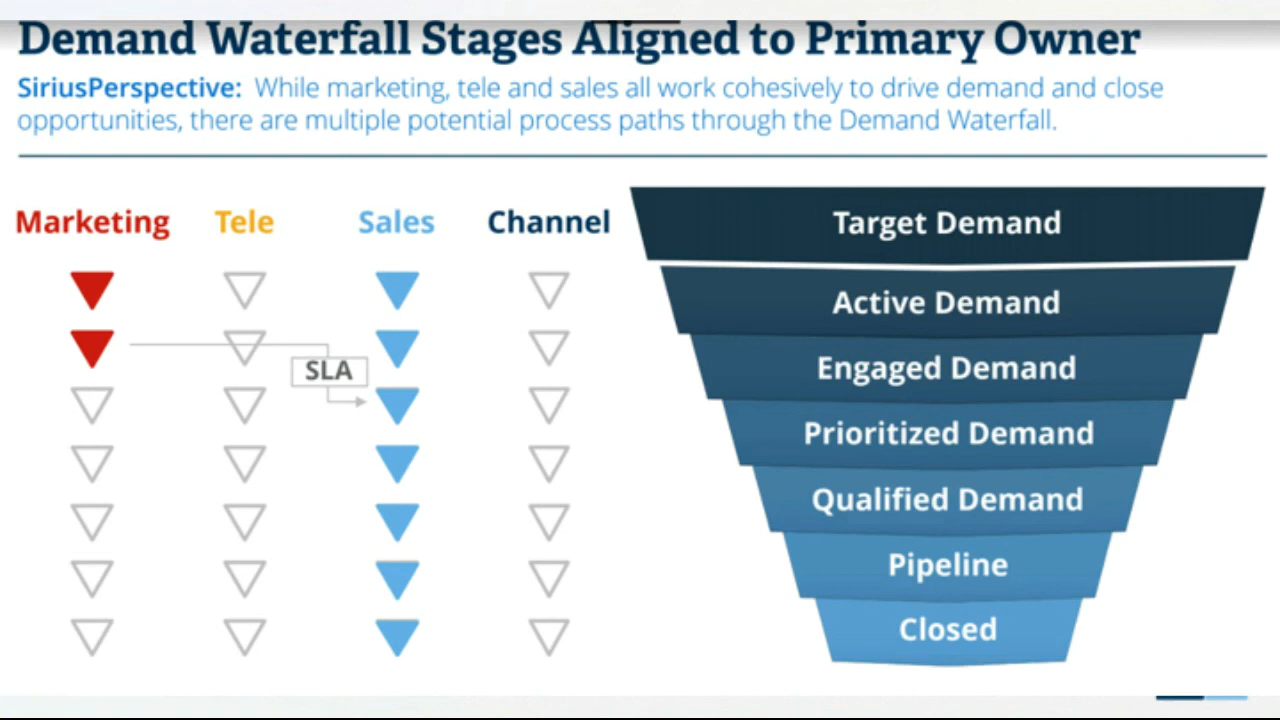 Demand Waterfall Stages Aligned to Primary Owner
SiriusPerspective: While marketing, tele and sales all work cohesively to drive demand and close
opportunities, there are multiple potential process paths through the Demand Waterfall.
Marketing Tele Sales Channel
SLA
Target Demand
Active Demand
Engaged Demand
Prioritized Demand
Qualified Demand
Pipeline
Closed